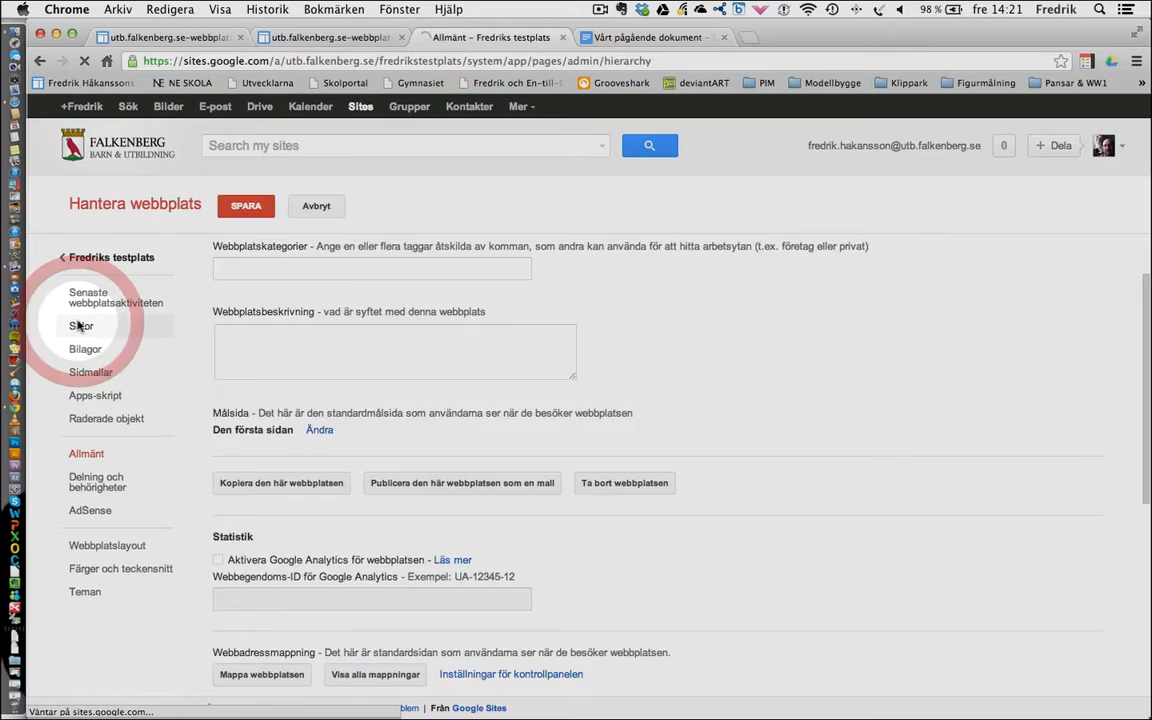 Chrome Arkiv Redigera Visa Historik Bokmärken Fönster Hjälp 98 % fre 14:21 Fredrik
utb.falkenberg.se-webbplat × utb.falkenberg.se-webbplat × Allmänt – Fredriks testplats × Vårt pågående dokument – ×
https://sites.google.com/a/utb.falkenberg.se/fredrikstestplats/system/app/pages/admin/hierarchy
Fredrik Håkanssons NE NE SKOLA Utvecklarna Skolportal Gymnasiet Fredrik och En-till- Grooveshark deviantART PIM Modellbygge Klippark Figurmålning Pansar & WW1 »
+Fredrik Sök Bilder E-post Drive Kalender Sites Grupper Kontakter Mer
FALKENBERG
BARN & UTBILDNING
Search my sites
fredrik.hakansson@utb.falkenberg.se 0 + Dela
Hantera webbplats SPARA Avbryt
Fredriks testplats
Senaste
webbplatsaktiviteten
Sidor
Bilagor
Sidmallar
Apps-skript
Raderade objekt
Allmänt
Delning och
behörigheter
AdSense
Webbplatslayout
Färger och teckensnitt
Teman
Webbplatskategorier - Ange en eller flera taggar åtskilda av komman, som andra kan använda för att hitta arbetsytan (t.ex. företag eller privat)
Webbplatsbeskrivning - vad är syftet med denna webbplats
Målsida - Det här är den standardmålsida som användarna ser när de besöker webbplatsen
Den första sidan Ändra
Kopiera den här webbplatsen Publicera den här webbplatsen som en mall Ta bort webbplatsen
Statistik
Aktivera Google Analytics för webbplatsen - Läs mer
Webbegendoms-ID för Google Analytics - Exempel: UA-12345-12
Webbadressmappning - Det här är standardsidan som användarna ser när de besöker webbplatsen.
Mappa webbplatsen Visa alla mappningar Inställningar för kontrollpanelen
Väntar på sites.google.com... oblem | Från Google Sites